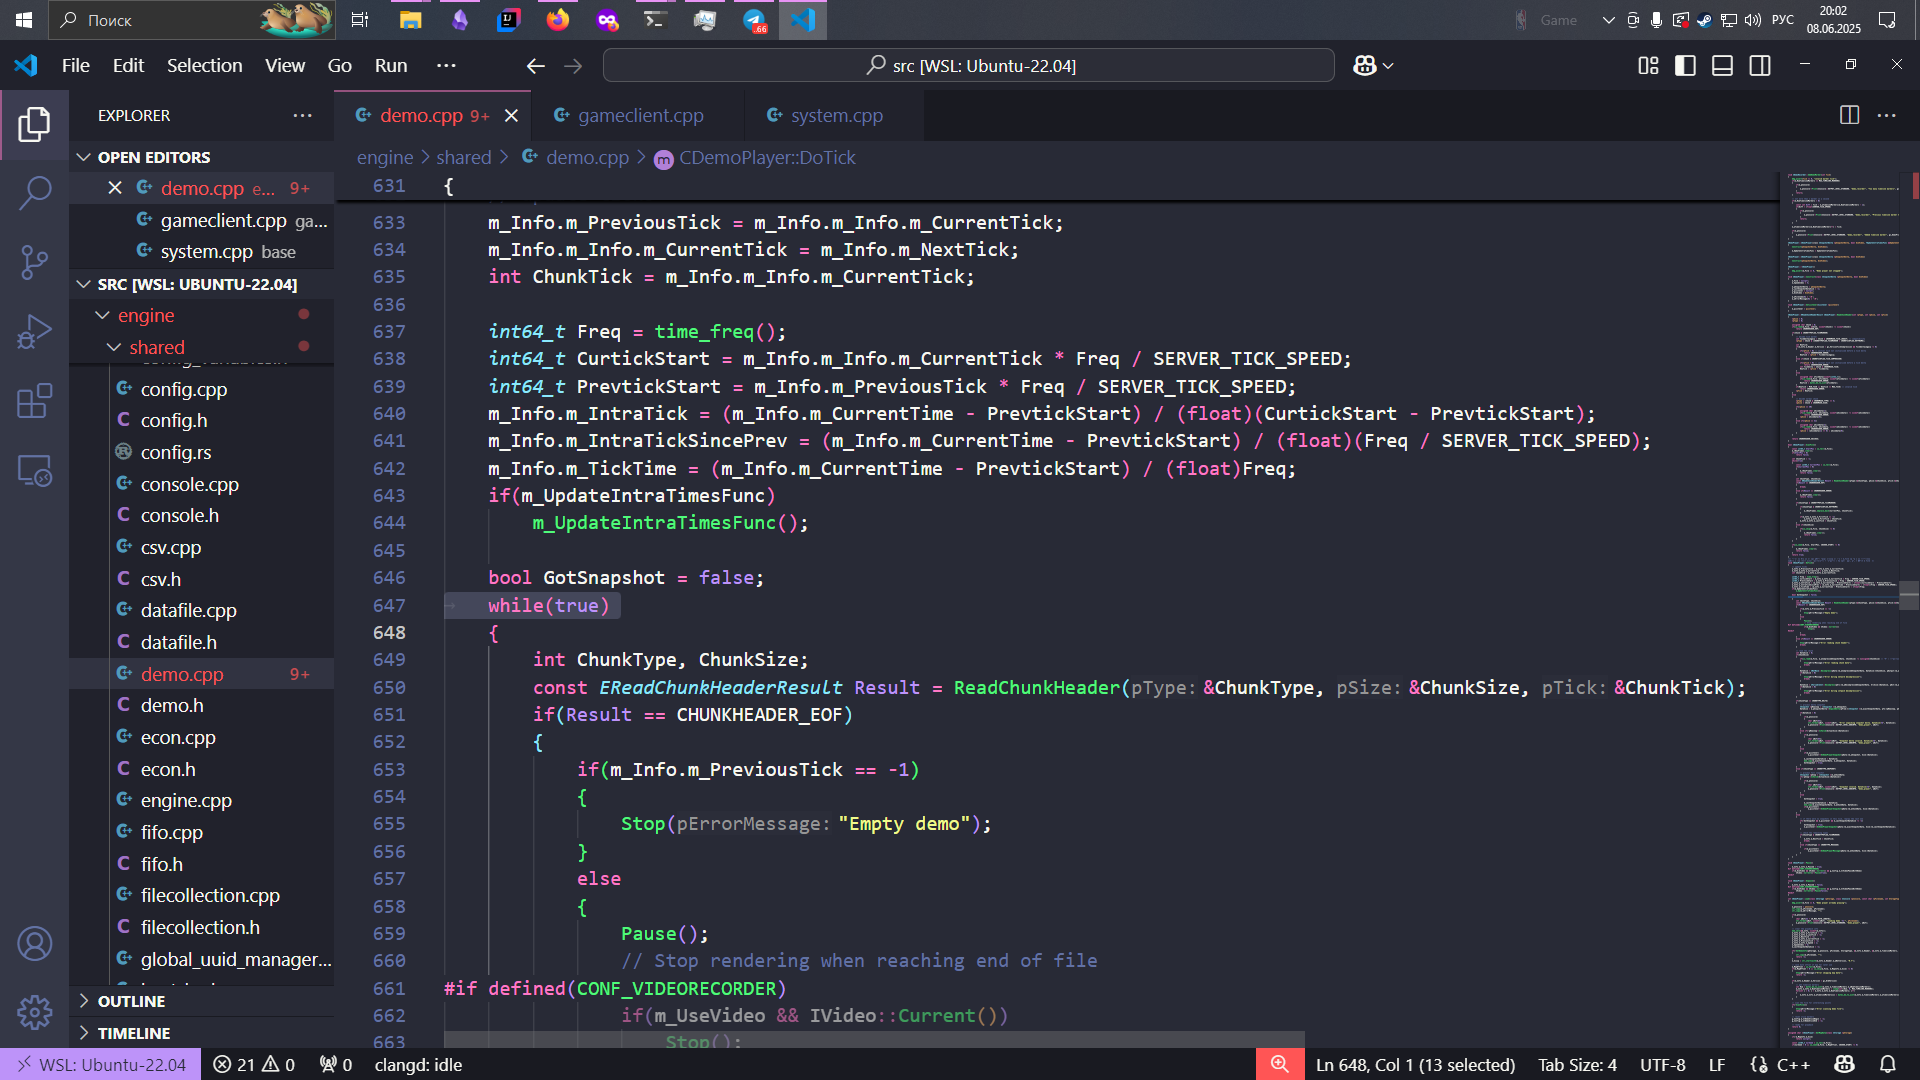 Поиск
.66
Game
РУС
20:02
08.06.2025
File Edit Selection View Go Run ···
src [WSL: Ubuntu-22.04]
EXPLORER
demo.cpp 9+
gameclient.cpp
system.cpp
OPEN EDITORS
engine > shared > demo.cpp > CDemoPlayer::DoTick
demo.cpp e... 9+
gameclient.cpp ga...
system.cpp base
SRC [WSL: UBUNTU-22.04]
engine
shared
config.cpp
config.h
config.rs
console.cpp
console.h
csv.cpp
csv.h
datafile.cpp
datafile.h
demo.cpp 9+
demo.h
econ.cpp
econ.h
engine.cpp
fifo.cpp
fifo.h
filecollection.cpp
filecollection.h
global_uuid_manager...
OUTLINE
TIMELINE
631 {
633 m_Info.m_PreviousTick = m_Info.m_Info.m_CurrentTick;
634 m_Info.m_Info.m_CurrentTick = m_Info.m_NextTick;
635 int ChunkTick = m_Info.m_Info.m_CurrentTick;
636
637 int64_t Freq = time_freq();
638 int64_t CurtickStart = m_Info.m_Info.m_CurrentTick * Freq / SERVER_TICK_SPEED;
639 int64_t PrevtickStart = m_Info.m_PreviousTick * Freq / SERVER_TICK_SPEED;
640 m_Info.m_IntraTick = (m_Info.m_CurrentTime - PrevtickStart) / (float)(CurtickStart - PrevtickStart);
641 m_Info.m_IntraTickSincePrev = (m_Info.m_CurrentTime - PrevtickStart) / (float)(Freq / SERVER_TICK_SPEED);
642 m_Info.m_TickTime = (m_Info.m_CurrentTime - PrevtickStart) / (float)Freq;
643 if(m_UpdateIntraTimesFunc)
644 m_UpdateIntraTimesFunc();
645
646 bool GotSnapshot = false;
647 while(true)
648 {
649 int ChunkType, ChunkSize;
650 const EReadChunkHeaderResult Result = ReadChunkHeader(pType: &ChunkType, pSize: &ChunkSize, pTick: &ChunkTick);
651 if(Result == CHUNKHEADER_EOF)
652 {
653 if(m_Info.m_PreviousTick == -1)
654 {
655 Stop(pErrorMessage: "Empty demo");
656 }
657 else
658 {
659 Pause();
660 // Stop rendering when reaching end of file
661 #if defined(CONF_VIDEORECORDER)
662 if(m_UseVideo && IVideo::Current())
663 Stop();
WSL: Ubuntu-22.04 21 0 0 clangd: idle
Ln 648, Col 1 (13 selected) Tab Size: 4 UTF-8 LF C++